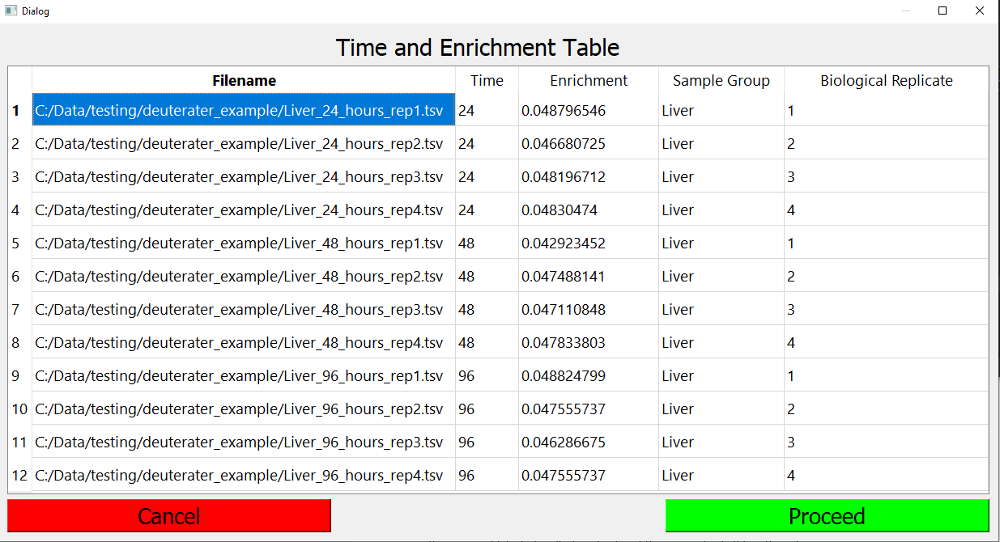 Dialog
Time and Enrichment Table
Filename Time Enrichment Sample Group Biological Replicate
1 C:/Data/testing/deuterater_example/Liver_24_hours_rep1.tsv 24 0.048796546 Liver 1
2 C:/Data/testing/deuterater_example/Liver_24_hours_rep2.tsv 24 0.046680725 Liver 2
3 C:/Data/testing/deuterater_example/Liver_24_hours_rep3.tsv 24 0.048196712 Liver 3
4 C:/Data/testing/deuterater_example/Liver_24_hours_rep4.tsv 24 0.04830474 Liver 4
5 C:/Data/testing/deuterater_example/Liver_48_hours_rep1.tsv 48 0.042923452 Liver 1
6 C:/Data/testing/deuterater_example/Liver_48_hours_rep2.tsv 48 0.047488141 Liver 2
7 C:/Data/testing/deuterater_example/Liver_48_hours_rep3.tsv 48 0.047110848 Liver 3
8 C:/Data/testing/deuterater_example/Liver_48_hours_rep4.tsv 48 0.047833803 Liver 4
9 C:/Data/testing/deuterater_example/Liver_96_hours_rep1.tsv 96 0.048824799 Liver 1
10 C:/Data/testing/deuterater_example/Liver_96_hours_rep2.tsv 96 0.047555737 Liver 2
11 C:/Data/testing/deuterater_example/Liver_96_hours_rep3.tsv 96 0.046286675 Liver 3
12 C:/Data/testing/deuterater_example/Liver_96_hours_rep4.tsv 96 0.047555737 Liver 4
Cancel Proceed